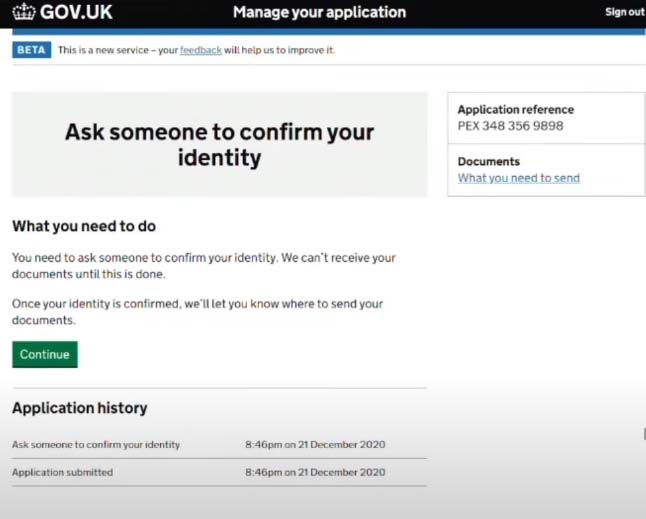 GOV.UK
Manage your application
Sign out
BETA This is a new service – your feedback will help us to improve it.
Ask someone to confirm your
identity
Application reference
PEX 348 356 9898
Documents
What you need to send
What you need to do
You need to ask someone to confirm your identity. We can't receive your
documents until this is done.
Once your identity is confirmed, we'll let you know where to send your
documents.
Continue
Application history
Ask someone to confirm your identity 8:46pm on 21 December 2020
Application submitted 8:46pm on 21 December 2020